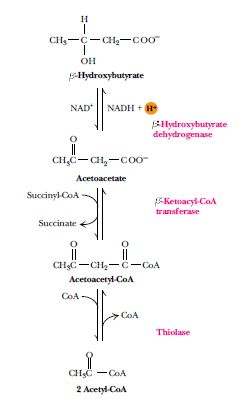 H
CH₃—C—CH₂—COO⁻
OH
β-Hydroxybutyrate
NAD⁺ NADH + H⁺
β-Hydroxybutyrate
dehydrogenase
O
CH₃C—CH₂—COO⁻
Acetoacetate
Succinyl-CoA
β-Ketoacyl-CoA
transferase
Succinate
O O
CH₃C—CH₂—C—CoA
Acetoacetyl-CoA
CoA
CoA
Thiolase
O
CH₃C—CoA
2 Acetyl-CoA